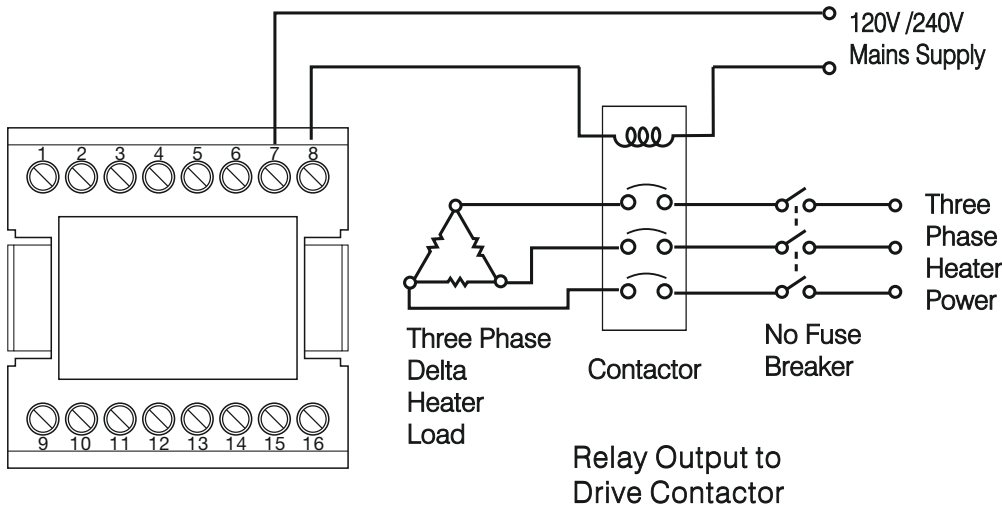 120V /240V
Mains Supply
1 2 3 4 5 6 7 8
Three
Phase
Heater
Power
Three Phase
Delta
Heater
Load
Contactor
No Fuse
Breaker
9 10 11 12 13 14 15 16
Relay Output to
Drive Contactor